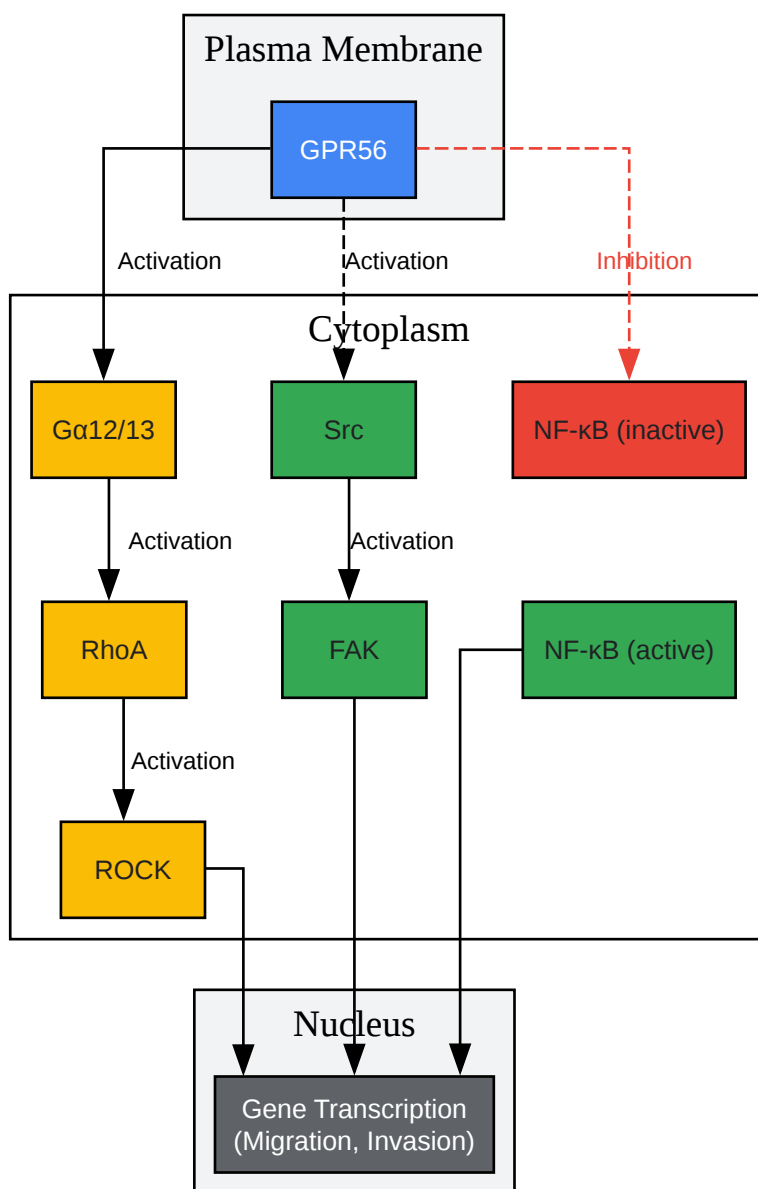 Plasma Membrane
GPR56
Activation
Activation
Inhibition
Cytoplasm
Gα12/13
Src
NF-κB (inactive)
Activation
Activation
RhoA
FAK
NF-κB (active)
Activation
ROCK
Nucleus
Gene Transcription
(Migration, Invasion)